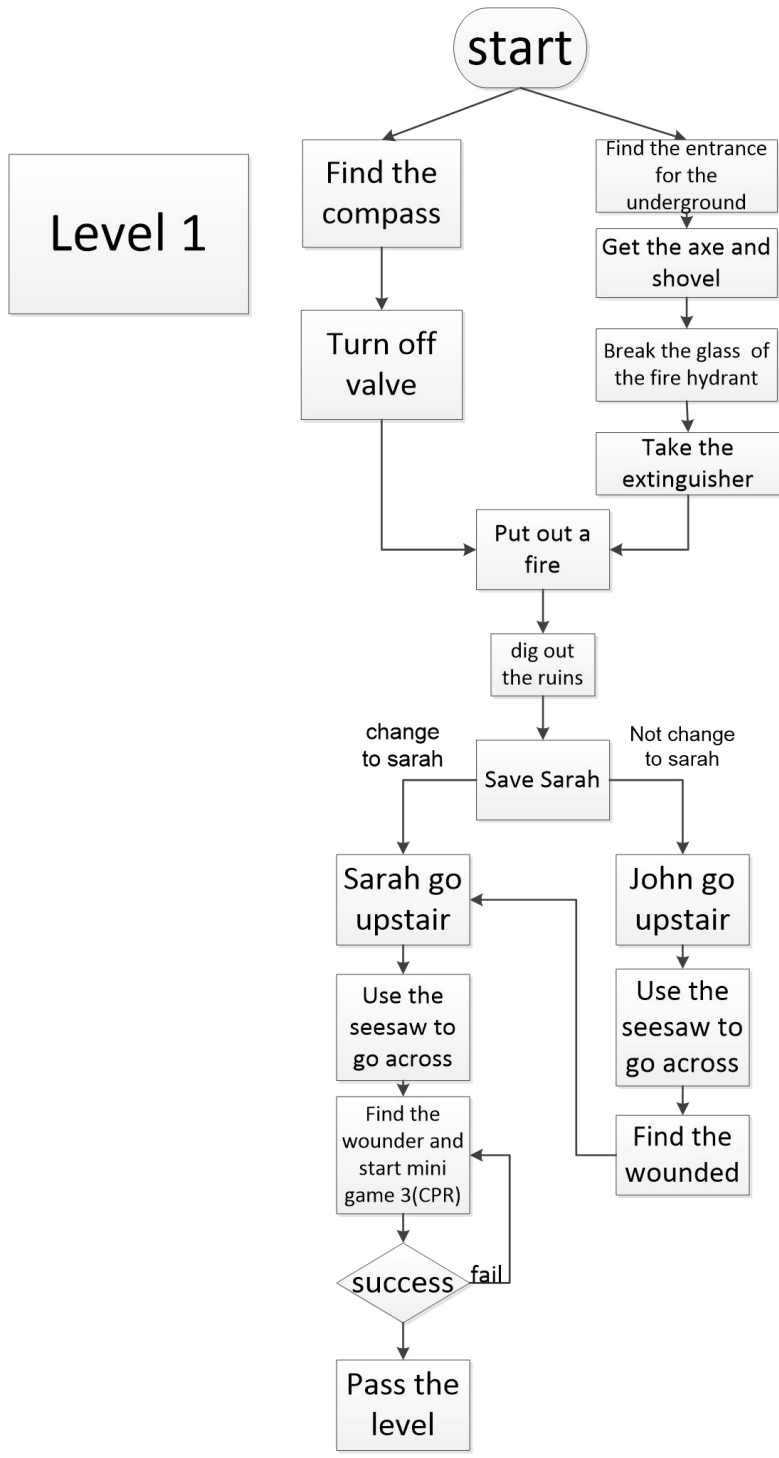 start
Level 1
Find the
compass
Turn off
valve
Find the entrance
for the
underground
Get the axe and
shovel
Break the glass  of
the fire hydrant
Take the
extinguisher
Put out a
fire
dig out
the ruins
Save Sarah
change
to sarah
Not change
to sarah
Sarah go
upstair
Use the
seesaw to
go across
Find the
wounder and
start mini
game 3(CPR)
John go
upstair
Use the
seesaw to
go across
Find the
wounded
success
fail
Pass the
level